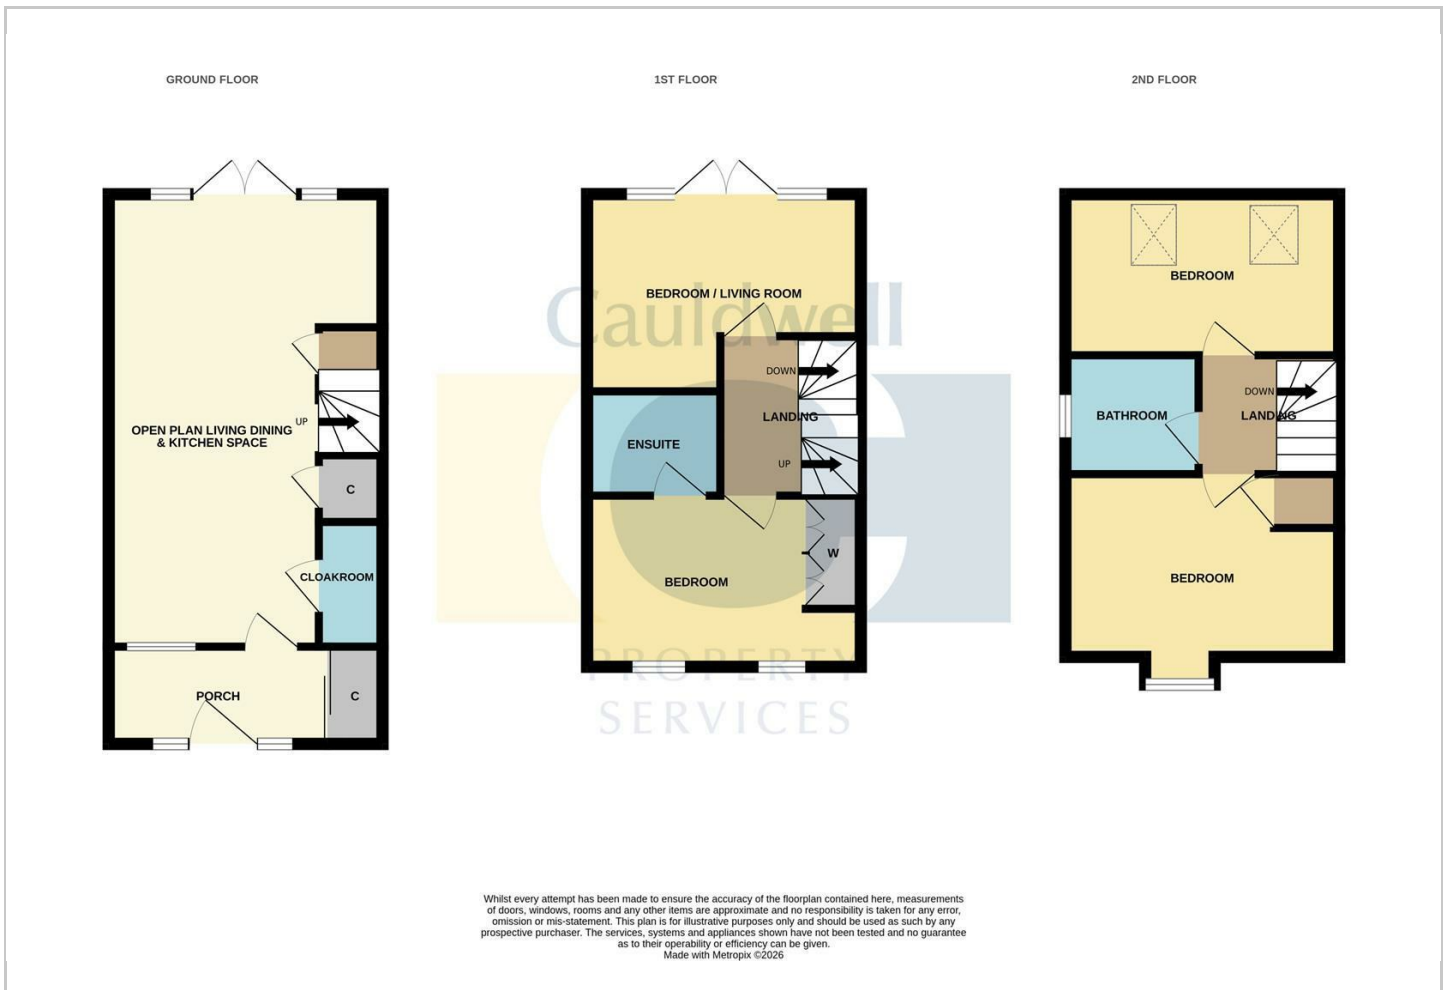 GROUND FLOOR
1ST FLOOR
2ND FLOOR
OPEN PLAN LIVING DINING
& KITCHEN SPACE
UP
C
CLOAKROOM
PORCH
C
BEDROOM / LIVING ROOM
DOWN
LANDING
ENSUITE
UP
W
BEDROOM
BEDROOM
DOWN
BATHROOM
LANDING
BEDROOM
Cauldwell
PROPERTY
SERVICES
Whilst every attempt has been made to ensure the accuracy of the floorplan contained here, measurements
of doors, windows, rooms and any other items are approximate and no responsibility is taken for any error,
omission or mis-statement. This plan is for illustrative purposes only and should be used as such by any
prospective purchaser. The services, systems and appliances shown have not been tested and no guarantee
as to their operability or efficiency can be given.
Made with Metropix ©2026